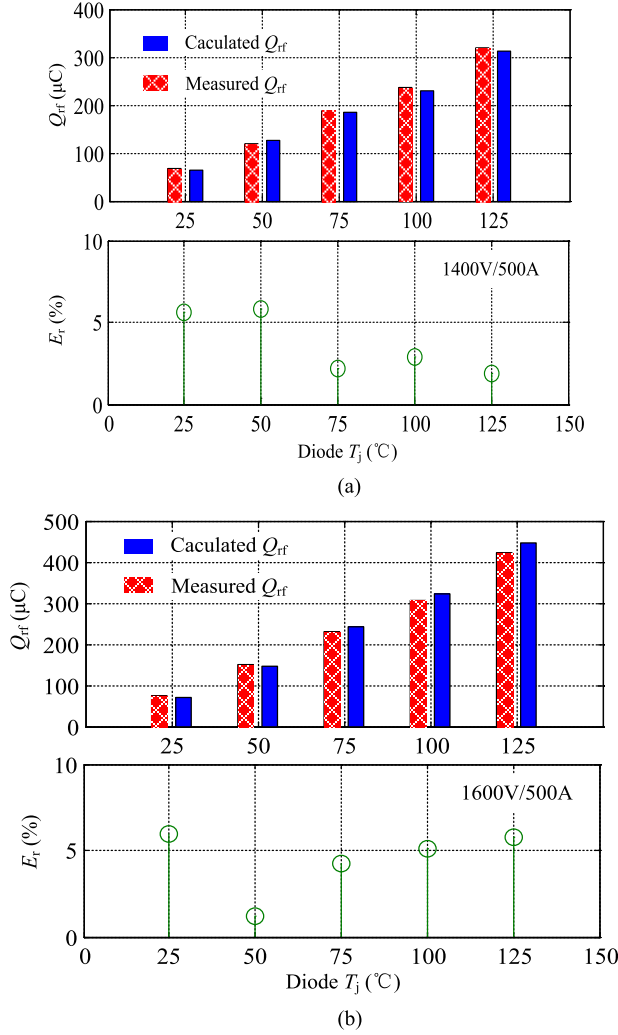 400
300
200
100
0
Q_rf (μC)
Caculated Q_rf
Measured Q_rf
25 50 75 100 125
10
5
0
E_r (%)
1400V/500A
0 25 50 75 100 125 150
Diode T_j (℃)
(a)
500
400
300
200
100
0
Q_rf (μC)
Caculated Q_rf
Measured Q_rf
25 50 75 100 125
10
5
0
E_r (%)
1600V/500A
0 25 50 75 100 125 150
Diode T_j (℃)
(b)